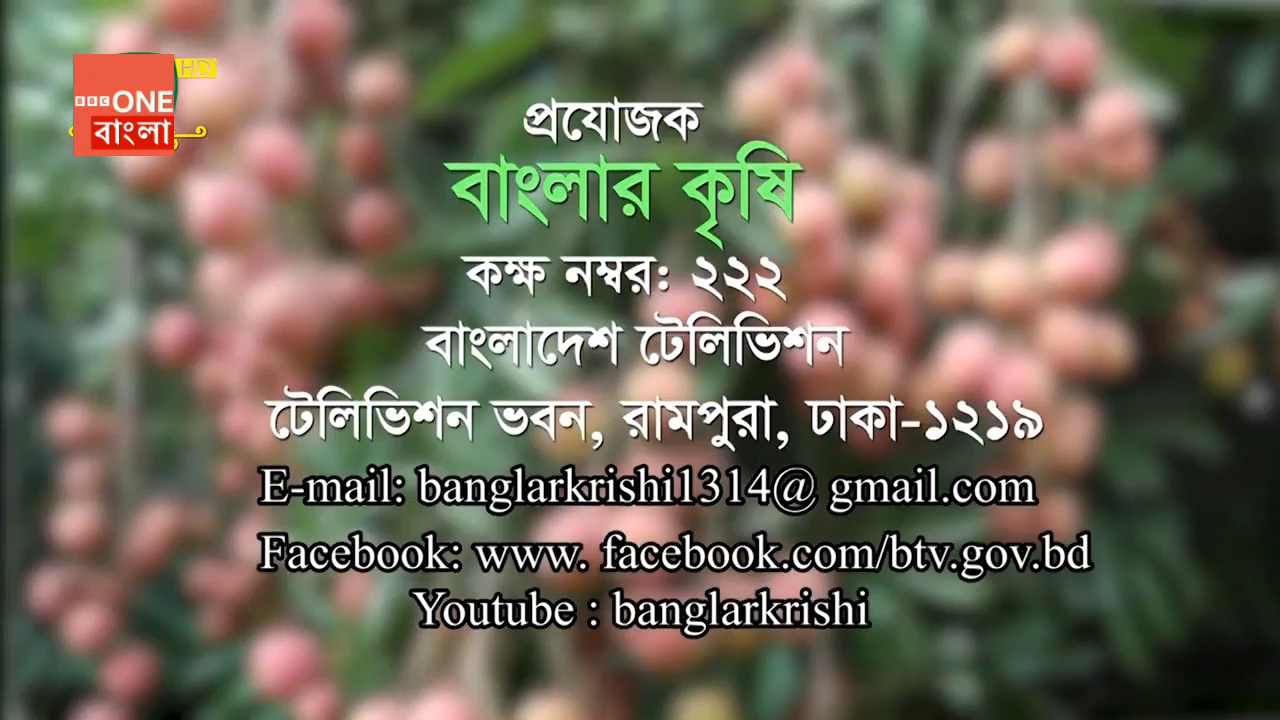 HD
BBC ONE
বাংলা
প্রযোজক
বাংলার কৃষি
কক্ষ নম্বর: ২২২
বাংলাদেশ টেলিভিশন
টেলিভিশন ভবন, রামপুরা, ঢাকা-১২১৯
E-mail: banglarkrishi1314@ gmail.com
Facebook: www. facebook.com/btv.gov.bd
Youtube : banglarkrishi